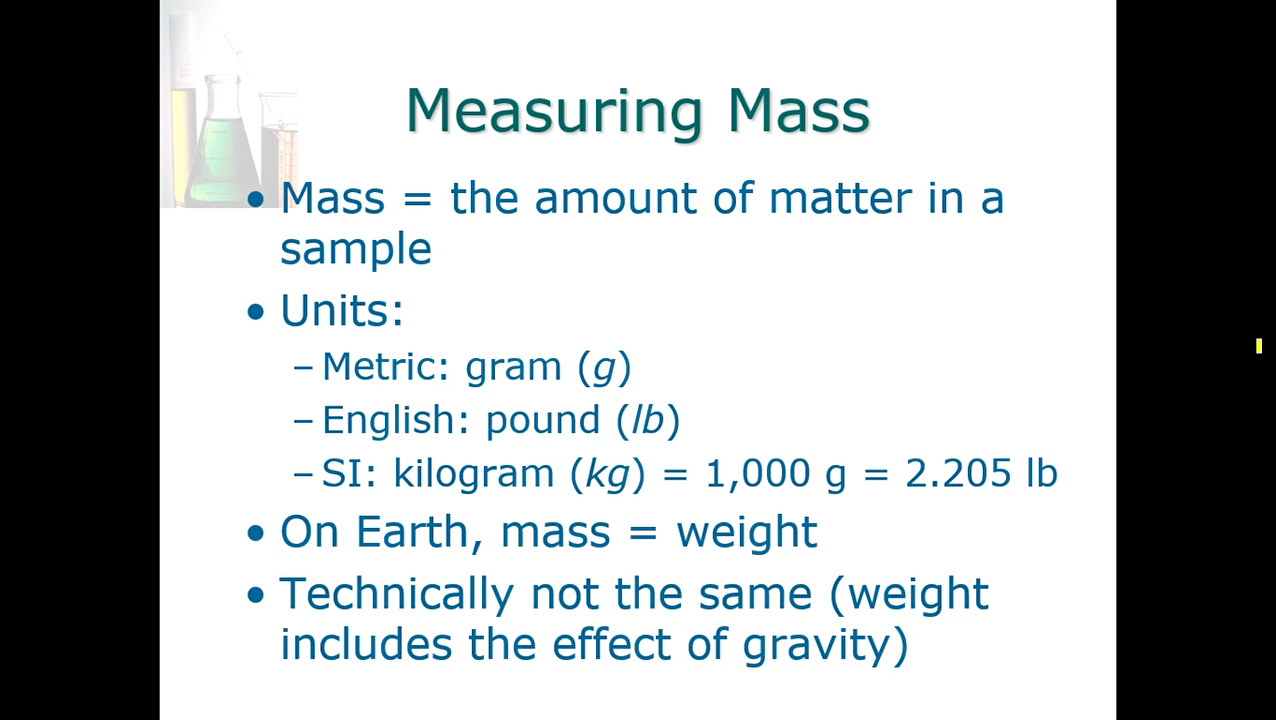 Measuring Mass
• Mass = the amount of matter in a
sample
• Units:
– Metric: gram (g)
– English: pound (lb)
– SI: kilogram (kg) = 1,000 g = 2.205 lb
• On Earth, mass = weight
• Technically not the same (weight
includes the effect of gravity)